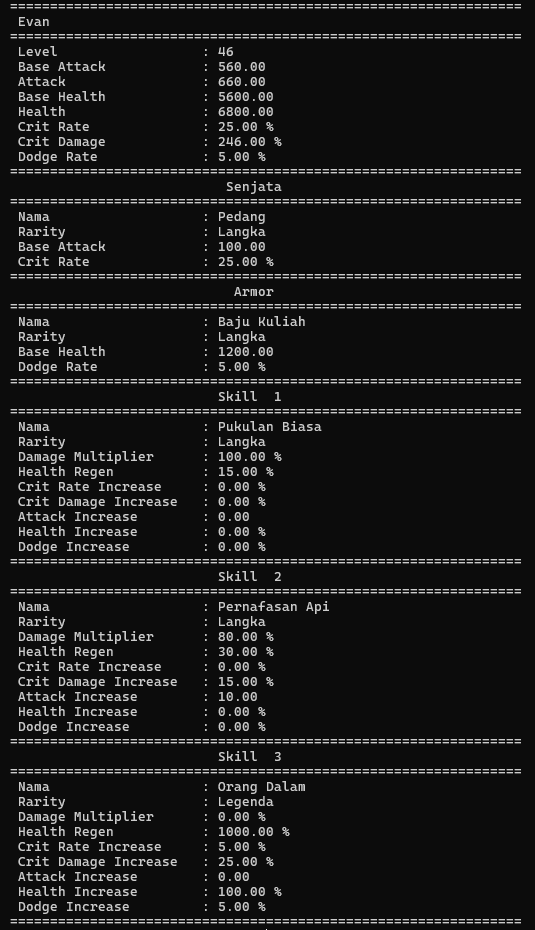 ================================================================
Evan
================================================================
Level : 46
Base Attack : 560.00
Attack : 660.00
Base Health : 5600.00
Health : 6800.00
Crit Rate : 25.00 %
Crit Damage : 246.00 %
Dodge Rate : 5.00 %
================================================================
Senjata
================================================================
Nama : Pedang
Rarity : Langka
Base Attack : 100.00
Crit Rate : 25.00 %
================================================================
Armor
================================================================
Nama : Baju Kuliah
Rarity : Langka
Base Health : 1200.00
Dodge Rate : 5.00 %
================================================================
Skill 1
================================================================
Nama : Pukulan Biasa
Rarity : Langka
Damage Multiplier : 100.00 %
Health Regen : 15.00 %
Crit Rate Increase : 0.00 %
Crit Damage Increase : 0.00 %
Attack Increase : 0.00
Health Increase : 0.00 %
Dodge Increase : 0.00 %
================================================================
Skill 2
================================================================
Nama : Pernafasan Api
Rarity : Langka
Damage Multiplier : 80.00 %
Health Regen : 30.00 %
Crit Rate Increase : 0.00 %
Crit Damage Increase : 15.00 %
Attack Increase : 10.00
Health Increase : 0.00 %
Dodge Increase : 0.00 %
================================================================
Skill 3
================================================================
Nama : Orang Dalam
Rarity : Legenda
Damage Multiplier : 0.00 %
Health Regen : 1000.00 %
Crit Rate Increase : 5.00 %
Crit Damage Increase : 25.00 %
Attack Increase : 0.00
Health Increase : 100.00 %
Dodge Increase : 5.00 %
================================================================